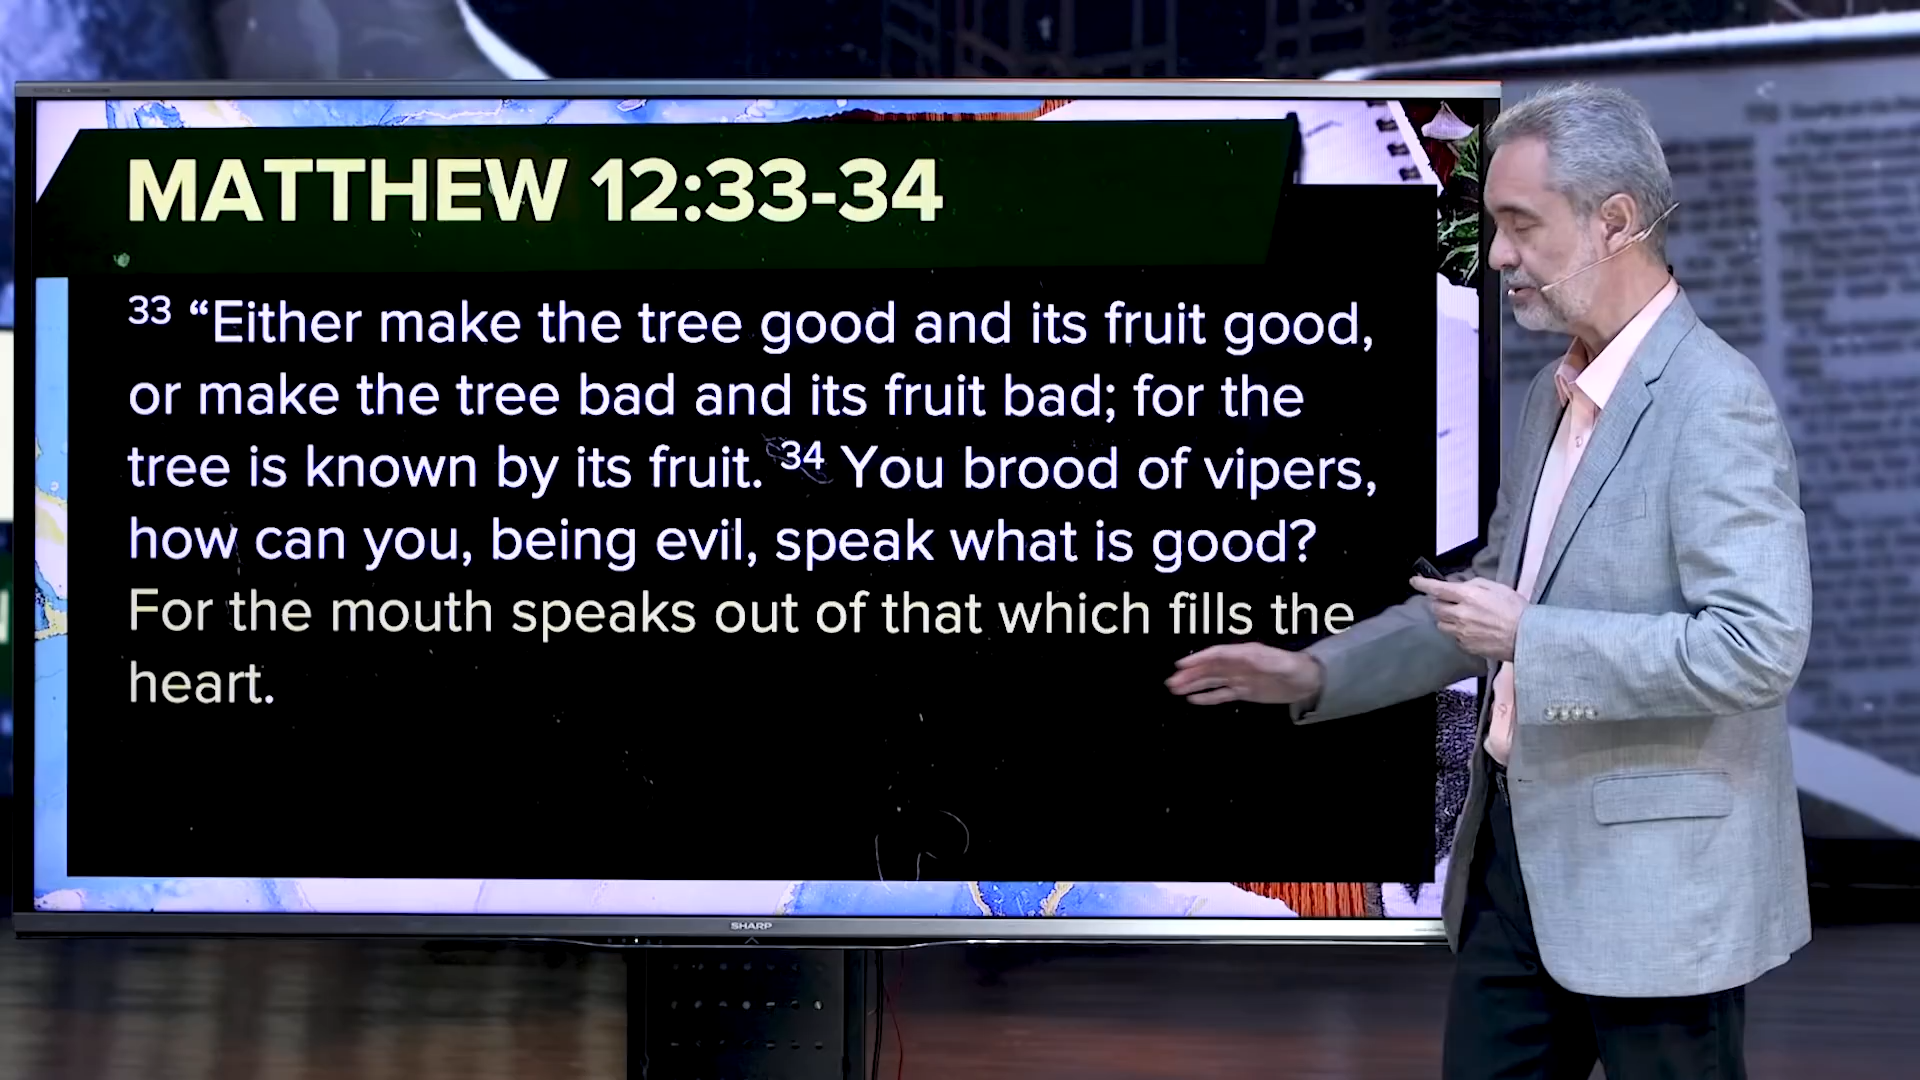 MATTHEW 12:33-34
33 “Either make the tree good and its fruit good,
or make the tree bad and its fruit bad; for the
tree is known by its fruit. 34 You brood of vipers,
how can you, being evil, speak what is good?
For the mouth speaks out of that which fills the
heart.
SHARP